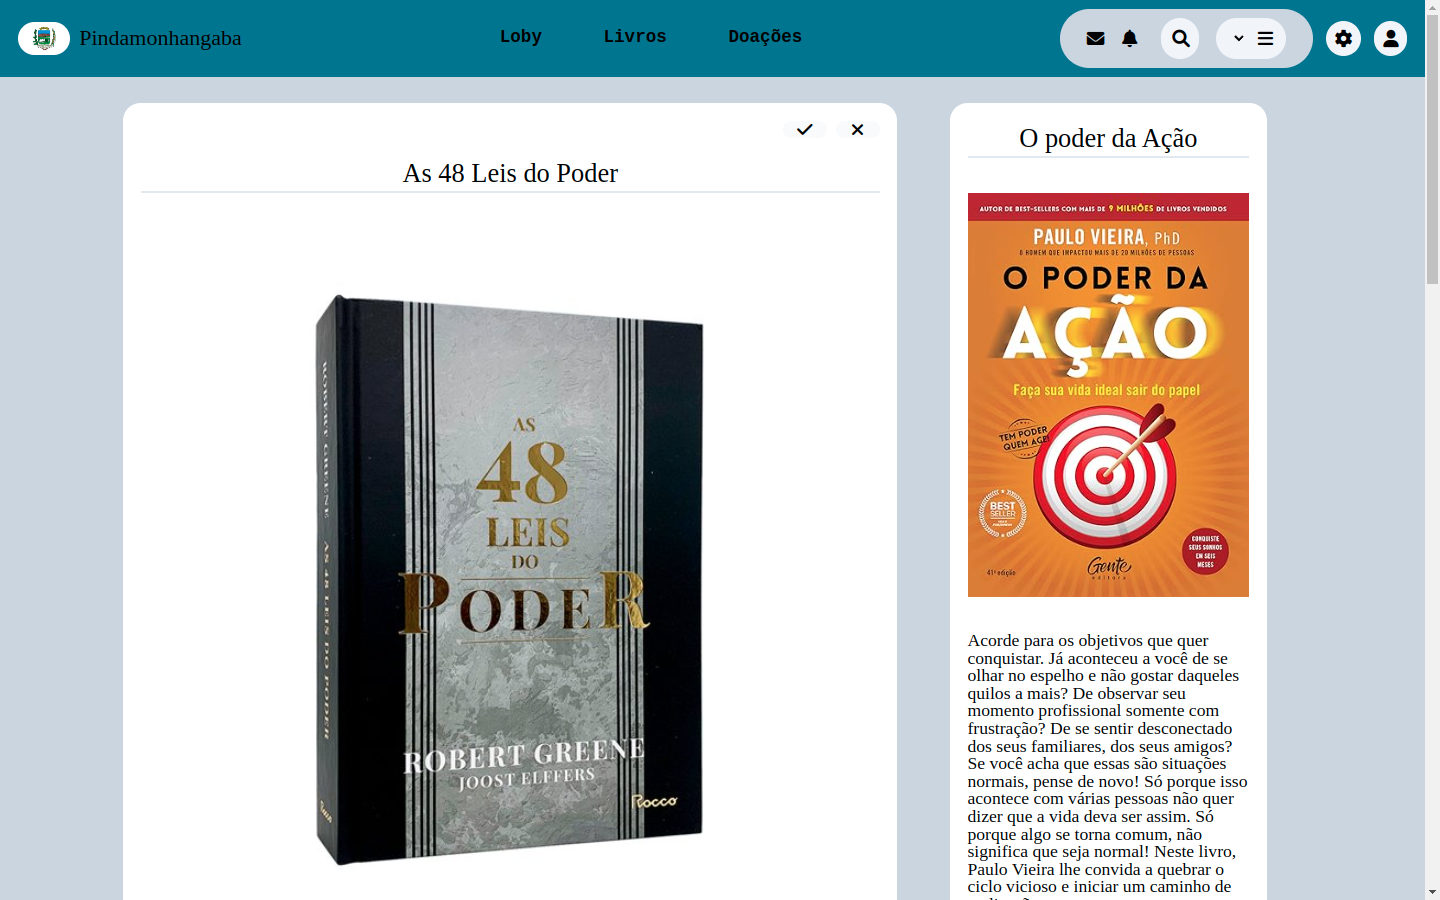 Pindamonhangaba
Loby
Livros
Doações
As 48 Leis do Poder
ROBERT GREENE
AS 48 LEIS DO PODER
Rocco
AS
48
LEIS
DO
PODER
ROBERT GREENE
JOOST ELFFERS
Rocco
O poder da Ação
AUTOR DE BEST-SELLERS COM MAIS DE 9 MILHÕES DE LIVROS VENDIDOS
PAULO VIEIRA, PhD
O HOMEM QUE IMPACTOU MAIS DE 20 MILHÕES DE PESSOAS
O PODER DA
AÇÃO
Faça sua vida ideal sair do papel
TEM PODER
QUEM AGE!
BEST
SELLER
CONQUISTE
SEUS SONHOS
EM SEIS
MESES
41ª edição
Gente
editora
Acorde para os objetivos que quer
conquistar. Já aconteceu a você de se
olhar no espelho e não gostar daqueles
quilos a mais? De observar seu
momento profissional somente com
frustração? De se sentir desconectado
dos seus familiares, dos seus amigos?
Se você acha que essas são situações
normais, pense de novo! Só porque isso
acontece com várias pessoas não quer
dizer que a vida deva ser assim. Só
porque algo se torna comum, não
significa que seja normal! Neste livro,
Paulo Vieira lhe convida a quebrar o
ciclo vicioso e iniciar um caminho de